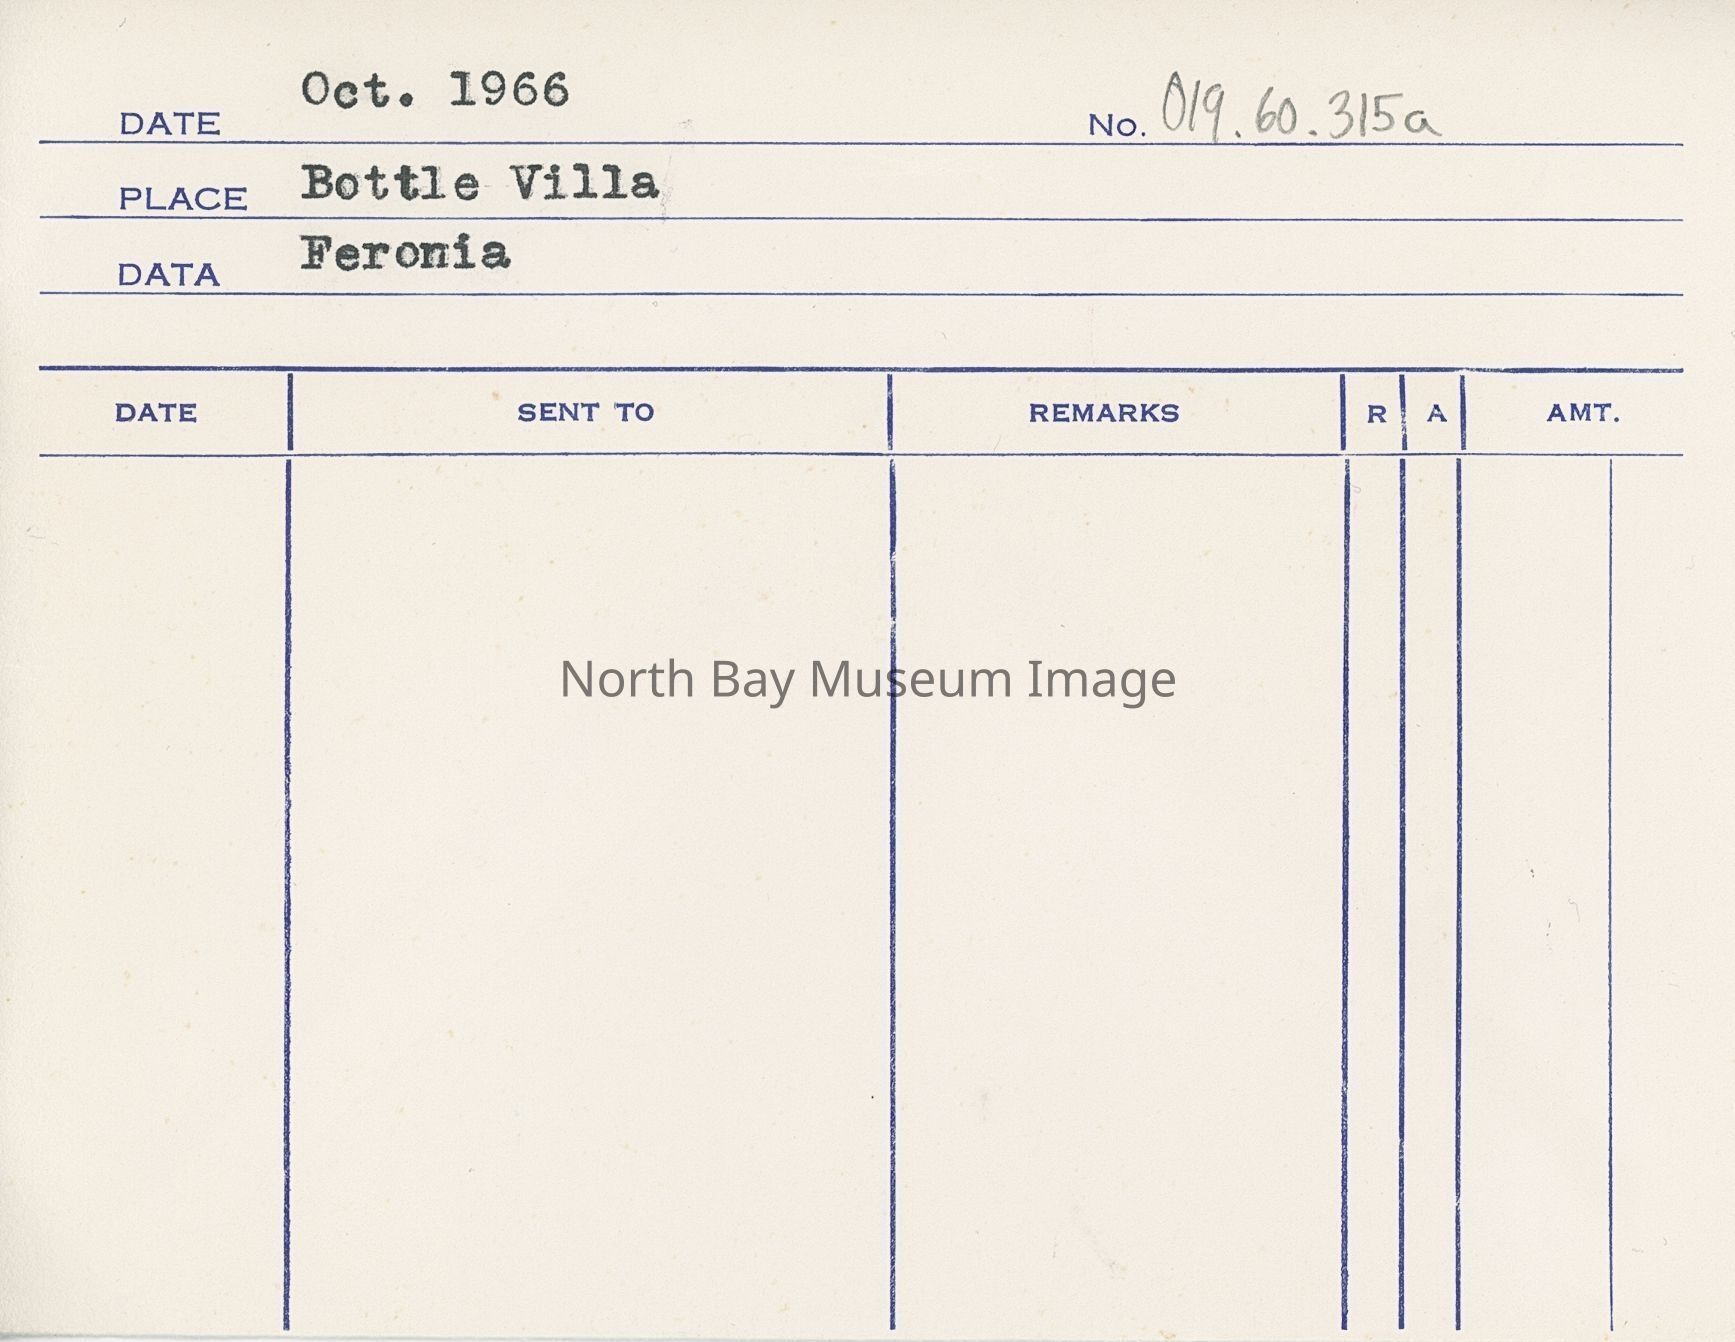 DATE Oct. 1966 No. 019.60.315a
PLACE Bottle Villa
DATA Feronia
DATE SENT TO REMARKS R A AMT.
North Bay Museum Image